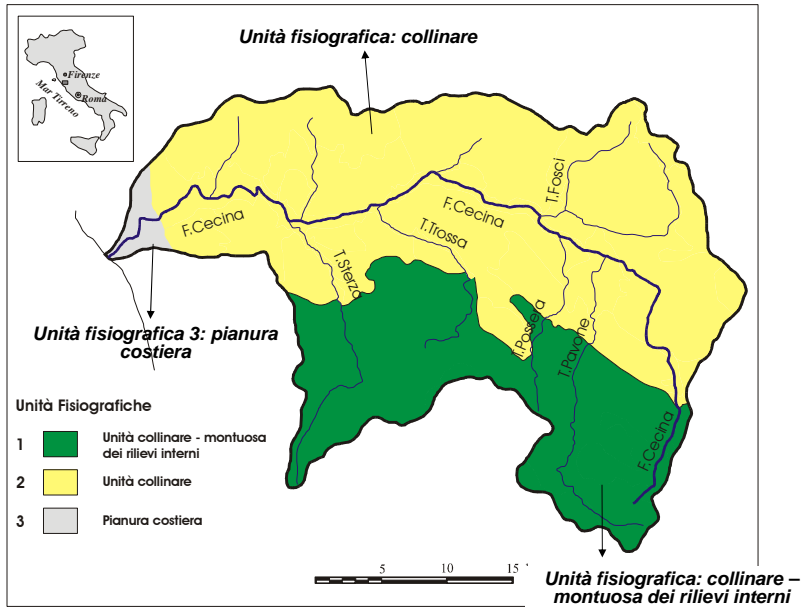 Unità fisiografica: collinare
Firenze
Mar Tirreno
Roma
T.Fosci
F.Cecina
F.Cecina
T.Trossa
T.Sterza
T.Possera
T.Pavone
F.Cecina
Unità fisiografica 3: pianura
costiera
Unità Fisiografiche
1 Unità collinare - montuosa
dei rilievi interni
2 Unità collinare
3 Pianura costiera
5 10 15
Unità fisiografica: collinare –
montuosa dei rilievi interni